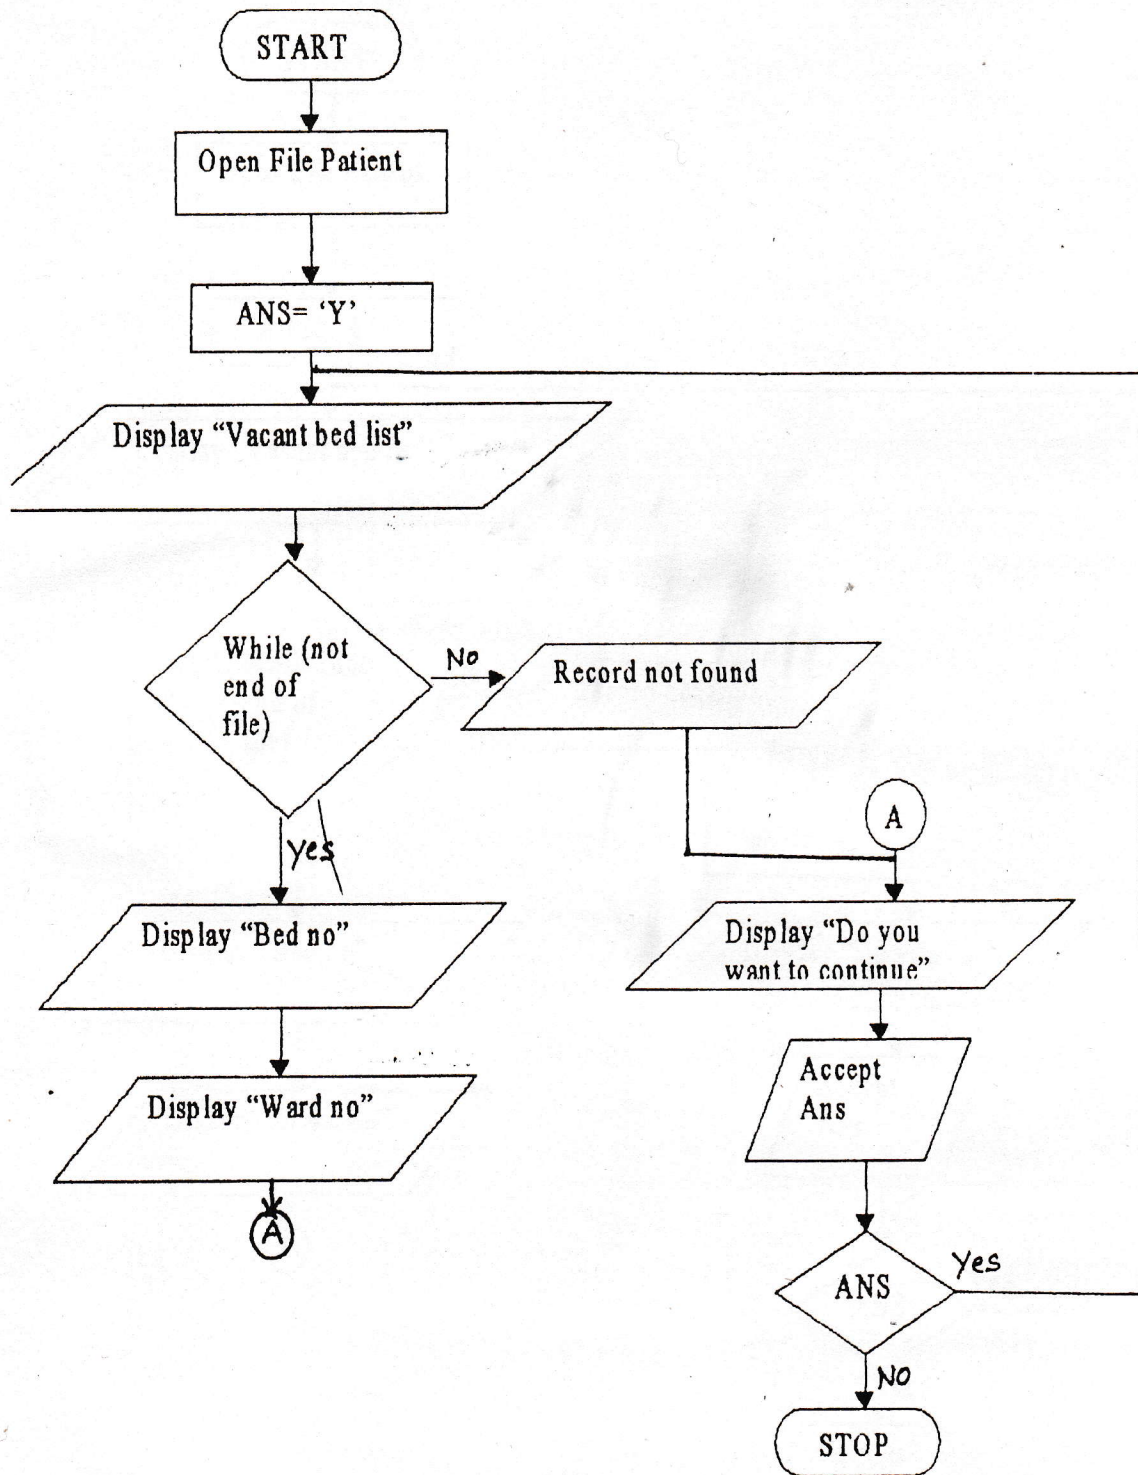 START
Open File Patient
ANS= ‘Y’
Display “Vacant bed list”
While (not
end of
file)
No
Record not found
Yes
Display “Bed no”
Display “Ward no”
A
A
Display “Do you
want to continue”
Accept
Ans
ANS
Yes
NO
STOP